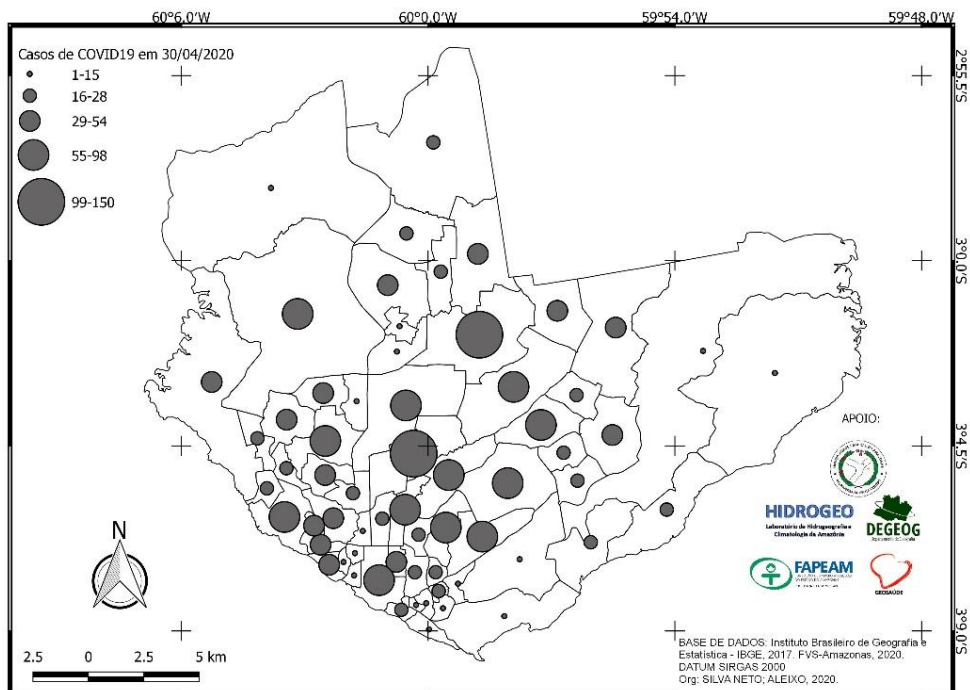 60°6.0'W 60°0.0'W 59°54.0'W 59°48.0'W
Casos de COVID19 em 30/04/2020
1-15
16-28
29-54
55-98
99-150
2°55.5'S
3°0.0'S
3°4.5'S
3°9.0'S
APOIO:
HIDROGEO
Laboratório de Hidrogeografia e
Climatologia da Amazônia
DEGEOG
Departamento de Geografia
FAPEAM
GEOSAÚDE
N
2.5 0 2.5 5 km
BASE DE DADOS: Instituto Brasileiro de Geografia e
Estatística - IBGE, 2017. FVS-Amazonas, 2020.
DATUM SIRGAS 2000
Org: SILVA NETO; ALEIXO, 2020.